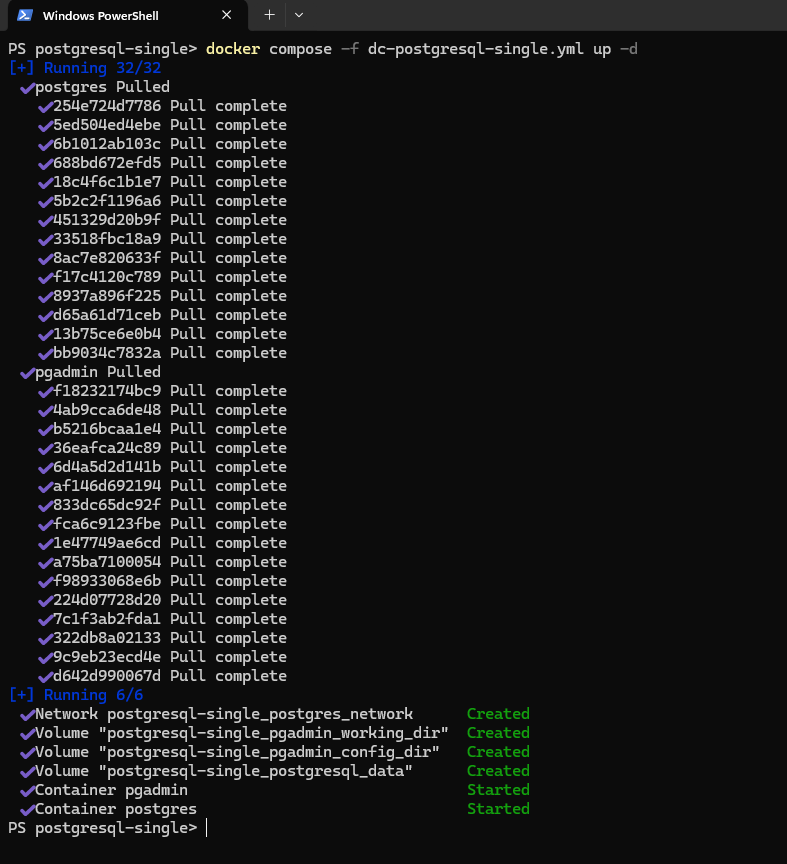 Windows PowerShell
PS postgresql-single> docker compose -f dc-postgresql-single.yml up -d
[+] Running 32/32
✔postgres Pulled
✔254e724d7786 Pull complete
✔5ed504ed4ebe Pull complete
✔6b1012ab103c Pull complete
✔688bd672efd5 Pull complete
✔18c4f6c1b1e7 Pull complete
✔5b2c2f1196a6 Pull complete
✔451329d20b9f Pull complete
✔33518fbc18a9 Pull complete
✔8ac7e820633f Pull complete
✔f17c4120c789 Pull complete
✔8937a896f225 Pull complete
✔d65a61d71ceb Pull complete
✔13b75ce6e0b4 Pull complete
✔bb9034c7832a Pull complete
✔pgadmin Pulled
✔f18232174bc9 Pull complete
✔4ab9cca6de48 Pull complete
✔b5216bcaa1e4 Pull complete
✔36eafca24c89 Pull complete
✔6d4a5d2d141b Pull complete
✔af146d692194 Pull complete
✔833dc65dc92f Pull complete
✔fca6c9123fbe Pull complete
✔1e47749ae6cd Pull complete
✔a75ba7100054 Pull complete
✔f98933068e6b Pull complete
✔224d07728d20 Pull complete
✔7c1f3ab2fda1 Pull complete
✔322db8a02133 Pull complete
✔9c9eb23ecd4e Pull complete
✔d642d990067d Pull complete
[+] Running 6/6
✔Network postgresql-single_postgres_network Created
✔Volume "postgresql-single_pgadmin_working_dir" Created
✔Volume "postgresql-single_pgadmin_config_dir" Created
✔Volume "postgresql-single_postgresql_data" Created
✔Container pgadmin Started
✔Container postgres Started
PS postgresql-single>